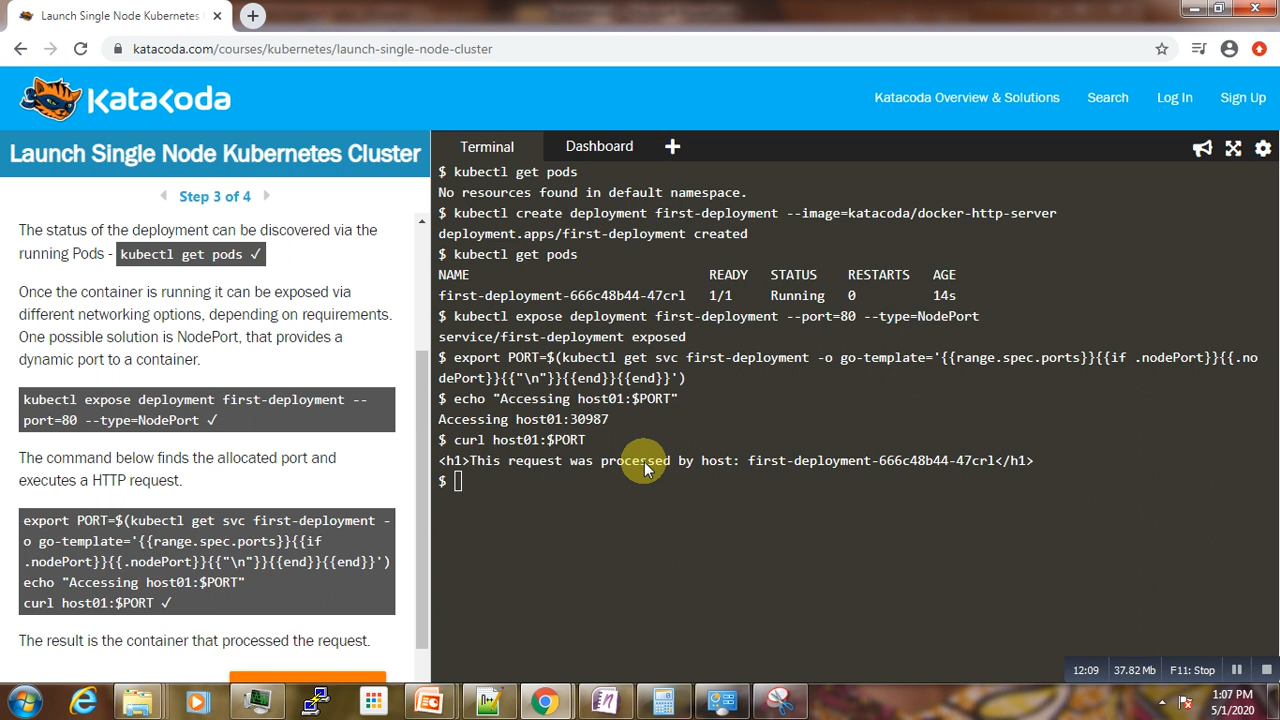 Launch Single Node Kubernetes
katacoda.com/courses/kubernetes/launch-single-node-cluster
Katacoda
Katacoda Overview & Solutions
Search
Log In
Sign Up
Launch Single Node Kubernetes Cluster
Step 3 of 4
The status of the deployment can be discovered via the
running Pods - kubectl get pods ✓
Once the container is running it can be exposed via
different networking options, depending on requirements.
One possible solution is NodePort, that provides a
dynamic port to a container.
kubectl expose deployment first-deployment --
port=80 --type=NodePort ✓
The command below finds the allocated port and
executes a HTTP request.
export PORT=$(kubectl get svc first-deployment -
o go-template='{{range.spec.ports}}{{if
.nodePort}}{{.nodePort}}{{"\n"}}{{end}}{{end}}')
echo "Accessing host01:$PORT"
curl host01:$PORT ✓
The result is the container that processed the request.
Terminal
Dashboard
$ kubectl get pods
No resources found in default namespace.
$ kubectl create deployment first-deployment --image=katacoda/docker-http-server
deployment.apps/first-deployment created
$ kubectl get pods
NAME READY STATUS RESTARTS AGE
first-deployment-666c48b44-47crl 1/1 Running 0 14s
$ kubectl expose deployment first-deployment --port=80 --type=NodePort
service/first-deployment exposed
$ export PORT=$(kubectl get svc first-deployment -o go-template='{{range.spec.ports}}{{if .nodePort}}{{.no
dePort}}{{"\n"}}{{end}}{{end}}')
$ echo "Accessing host01:$PORT"
Accessing host01:30987
$ curl host01:$PORT
<h1>This request was processed by host: first-deployment-666c48b44-47crl</h1>
$
12:09
37.82 Mb
F11: Stop
1:07 PM
5/1/2020